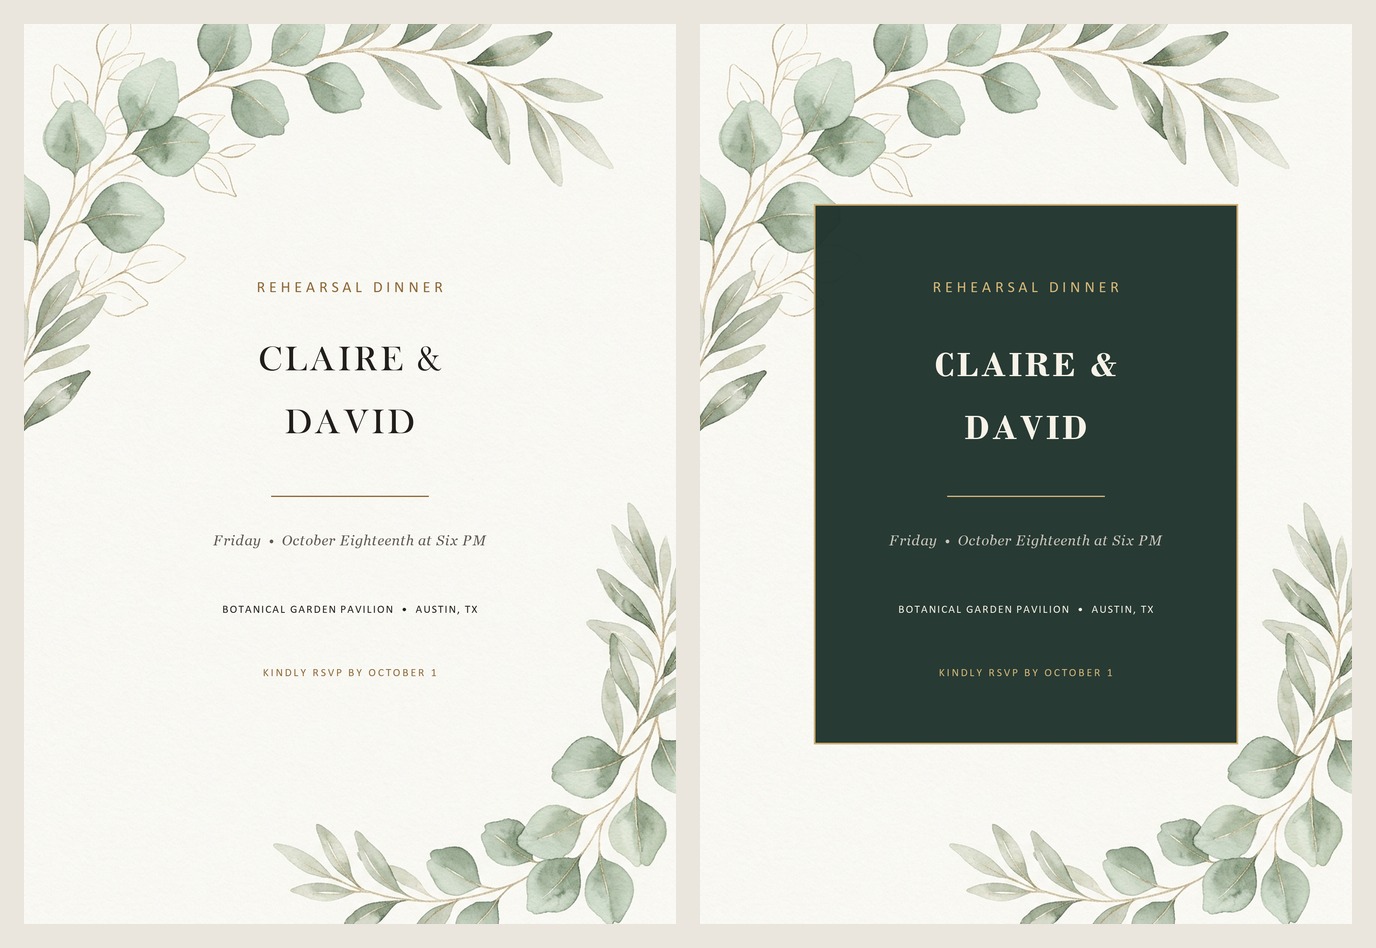 REHEARSAL DINNER
CLAIRE &
DAVID
Friday • October Eighteenth at Six PM
BOTANICAL GARDEN PAVILION • AUSTIN, TX
KINDLY RSVP BY OCTOBER 1
REHEARSAL DINNER
CLAIRE &
DAVID
Friday • October Eighteenth at Six PM
BOTANICAL GARDEN PAVILION • AUSTIN, TX
KINDLY RSVP BY OCTOBER 1